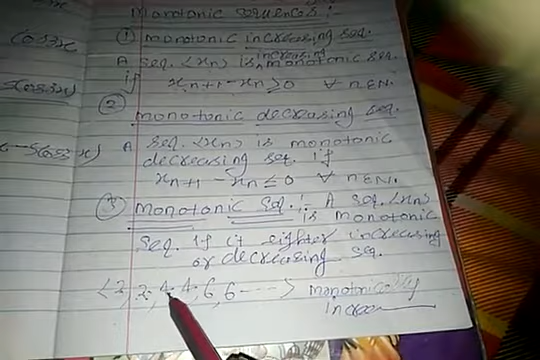 Monotonic sequences :-
① monotonic increasing seq.
increasing
A seq. <xn> is monotonic seq.
if xn+1 - xn ≥ 0 ∀ n∈N.
② monotonic decreasing seq.
A seq. <xn> is monotonic
decreasing seq. if
xn+1 - xn ≤ 0 ∀ n∈N.
③ monotonic seq. :- A seq. <xn>
is monotonic
seq. if it eighter increasing
or decreasing seq.
<2, 2, 4, 4, 6, 6 ----> monotonically